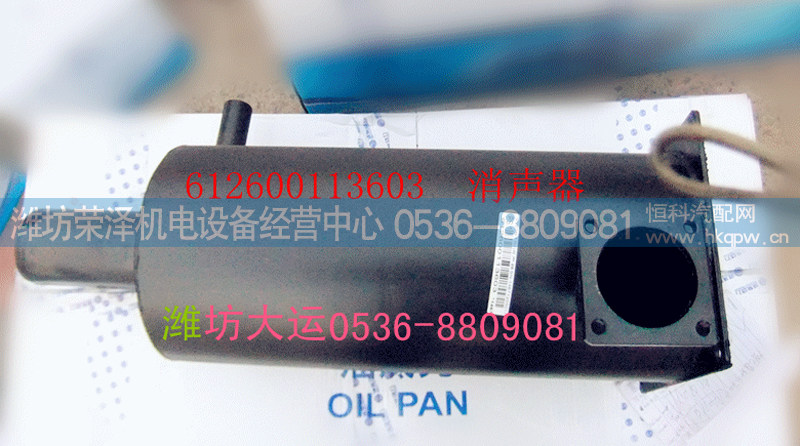 612600113603 消声器
潍坊荣泽机电设备经营中心 0536-8809081
恒科汽配网
www.hkqpw.cn
潍坊大运0536-8809081
OIL PAN